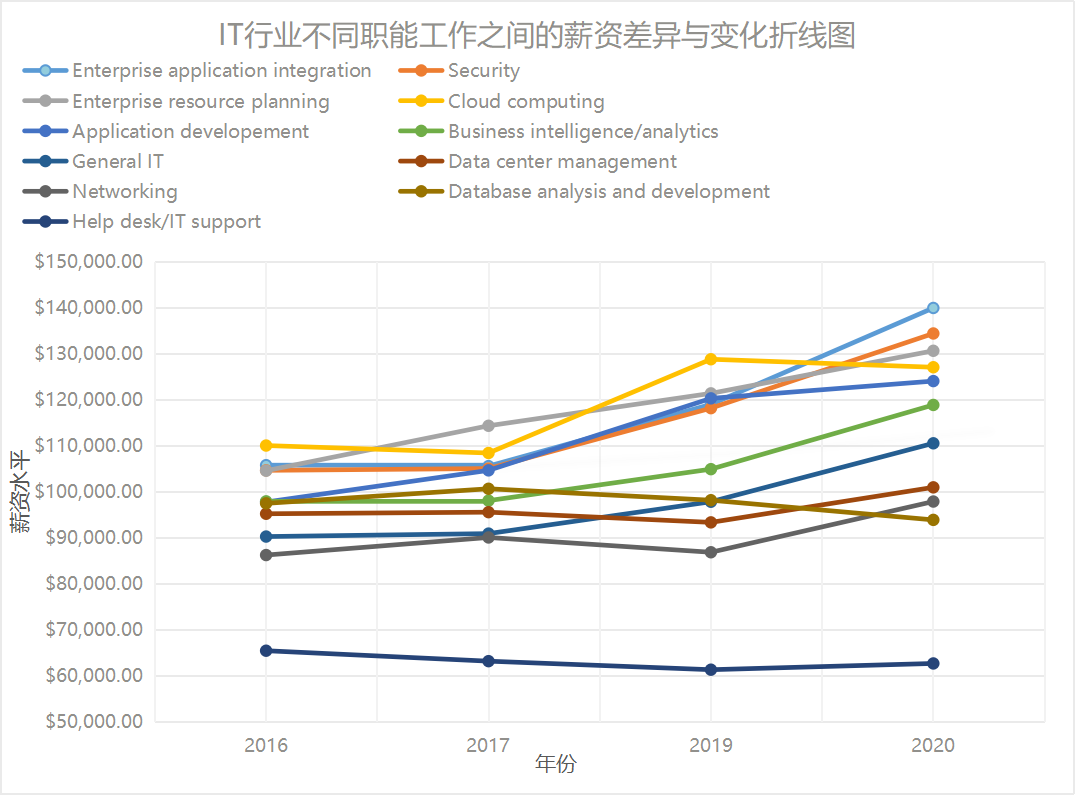 IT行业不同职能工作之间的薪资差异与变化折线图
Enterprise application integration
Security
Enterprise resource planning
Cloud computing
Application developement
Business intelligence/analytics
General IT
Data center management
Networking
Database analysis and development
Help desk/IT support
$150,000.00
$140,000.00
$130,000.00
$120,000.00
$110,000.00
$100,000.00
$90,000.00
$80,000.00
$70,000.00
$60,000.00
$50,000.00
薪资水平
2016
2017
2019
2020
年份